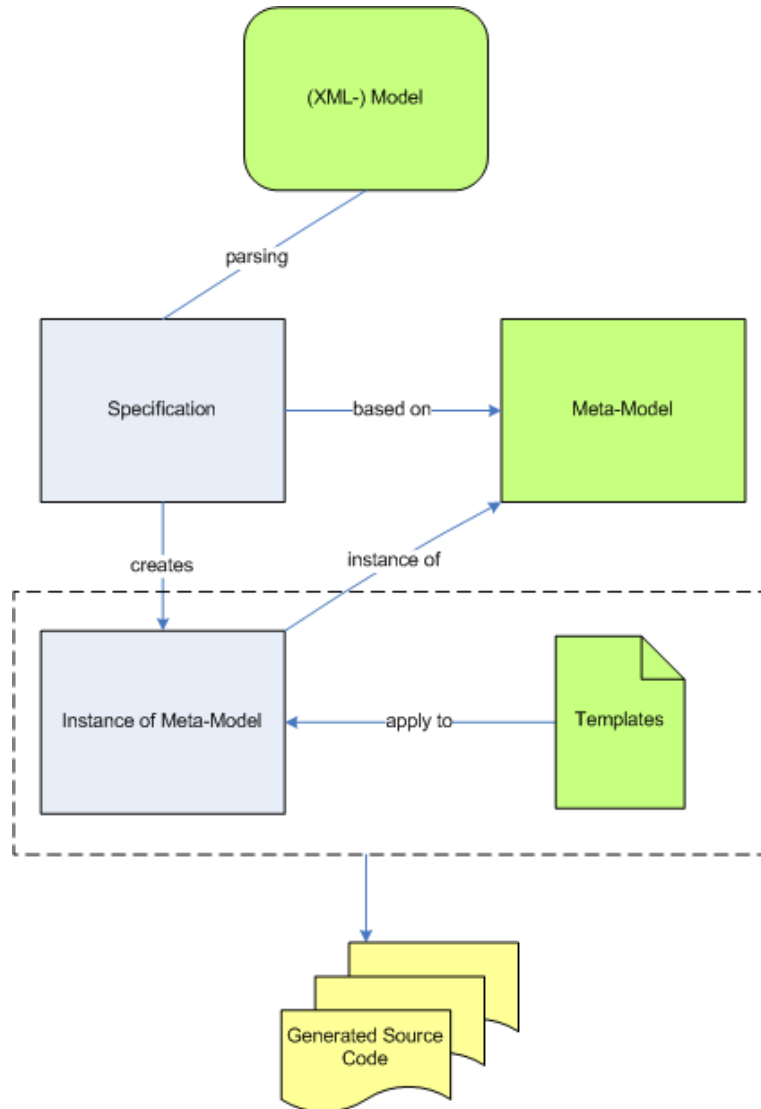 (XML-) Model
parsing
Specification
based on
Meta-Model
creates
instance of
Instance of Meta-Model
apply to
Templates
Generated Source
Code